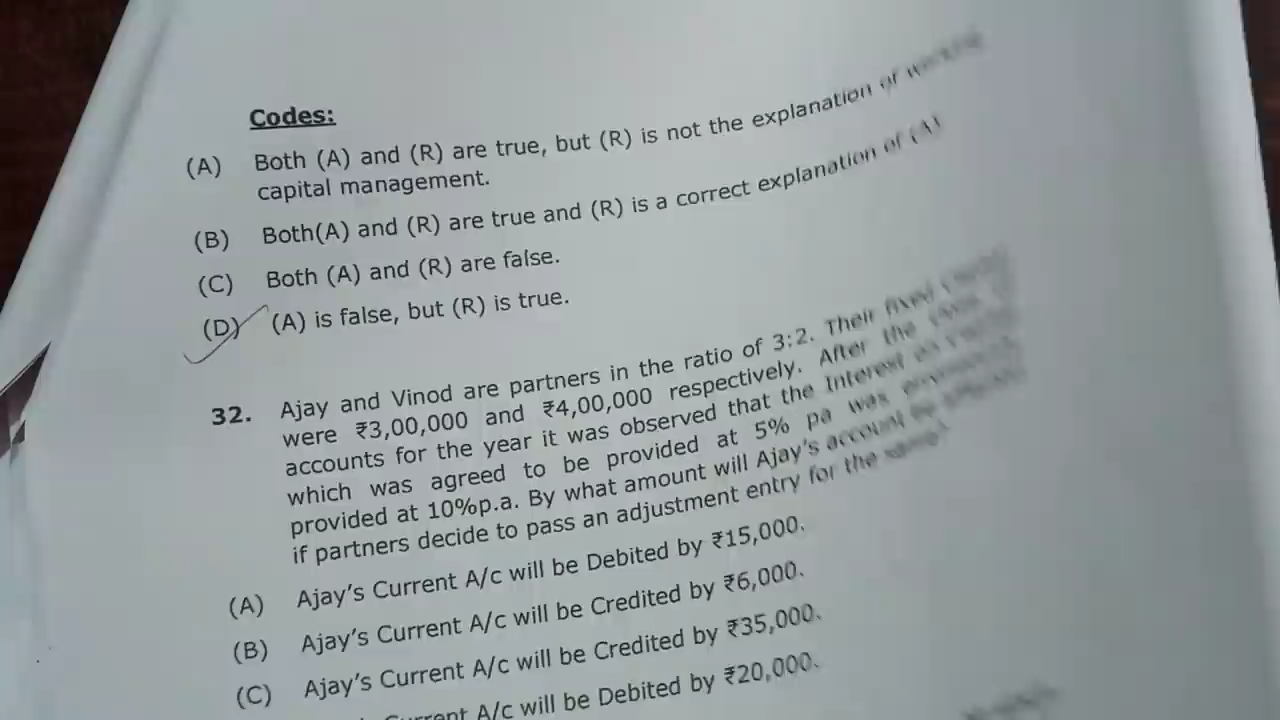 Codes:
(A) Both (A) and (R) are true, but (R) is not the explanation of working
capital management.
(B) Both(A) and (R) are true and (R) is a correct explanation of (A)
(C) Both (A) and (R) are false.
(D) (A) is false, but (R) is true.
32. Ajay and Vinod are partners in the ratio of 3:2. Their fixed
were ₹3,00,000 and ₹4,00,000 respectively. After the
accounts for the year it was observed that the Interest on
which was agreed to be provided at 5% pa was
provided at 10%p.a. By what amount will Ajay's account be
if partners decide to pass an adjustment entry for the
(A) Ajay's Current A/c will be Debited by ₹15,000.
(B) Ajay's Current A/c will be Credited by ₹6,000.
(C) Ajay's Current A/c will be Credited by ₹35,000.
Current A/c will be Debited by ₹20,000.